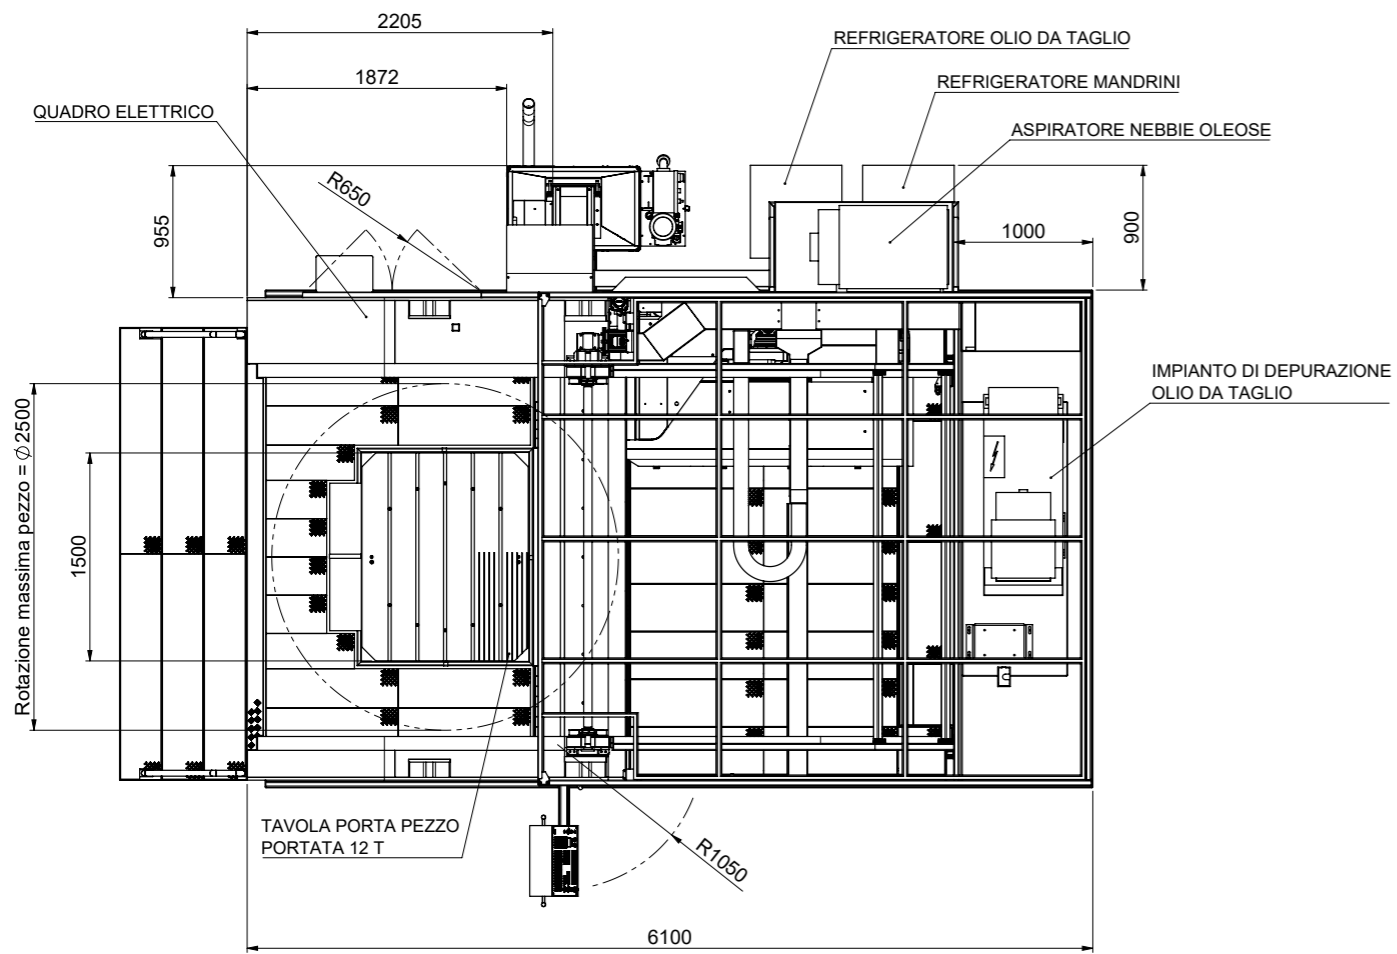 2205
REFRIGERATORE OLIO DA TAGLIO
1872
REFRIGERATORE MANDRINI
QUADRO ELETTRICO
ASPIRATORE NEBBIE OLEOSE
R650
955
900
1000
IMPIANTO DI DEPURAZIONE
OLIO DA TAGLIO
Rotazione massima pezzo = ∅2500
1500
TAVOLA PORTA PEZZO
PORTATA 12 T
R1050
6100